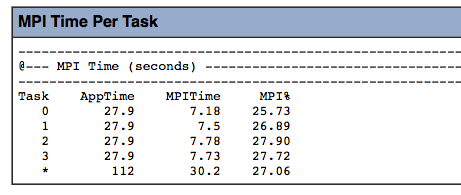 MPI Time Per Task
---------------------------------------------------------
@--- MPI Time (seconds) ---------------------------------
---------------------------------------------------------
Task AppTime MPITime MPI%
0 27.9 7.18 25.73
1 27.9 7.5 26.89
2 27.9 7.78 27.90
3 27.9 7.73 27.72
* 112 30.2 27.06